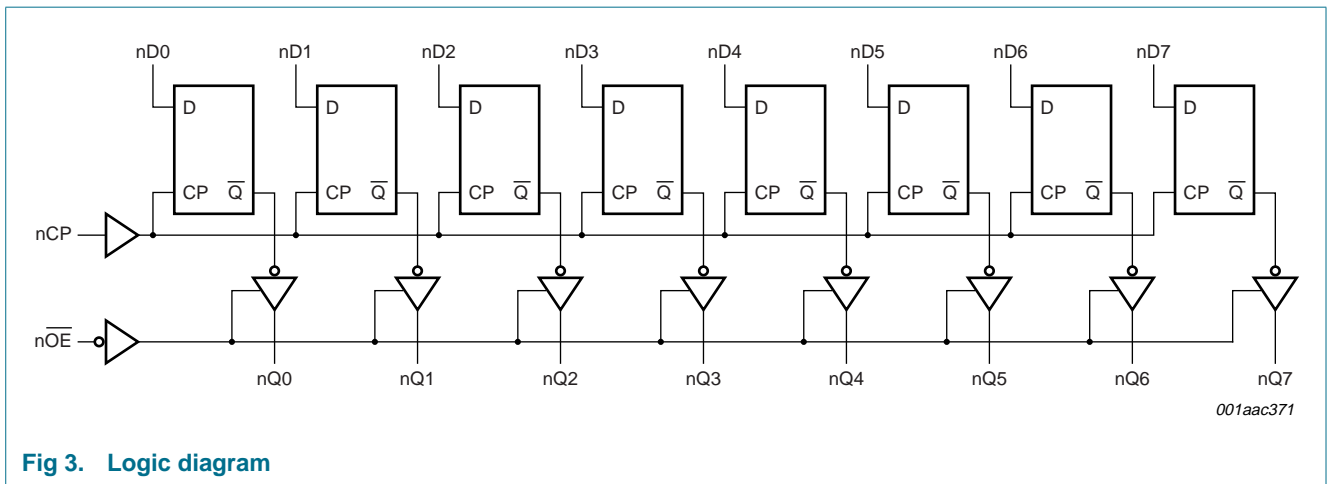 nD0 nD1 nD2 nD3 nD4 nD5 nD6 nD7
D D D D D D D D
CP Q̅ CP Q̅ CP Q̅ CP Q̅ CP Q̅ CP Q̅ CP Q̅ CP Q̅
nCP
nO̅E̅
nQ0 nQ1 nQ2 nQ3 nQ4 nQ5 nQ6 nQ7
001aac371
Fig 3. Logic diagram